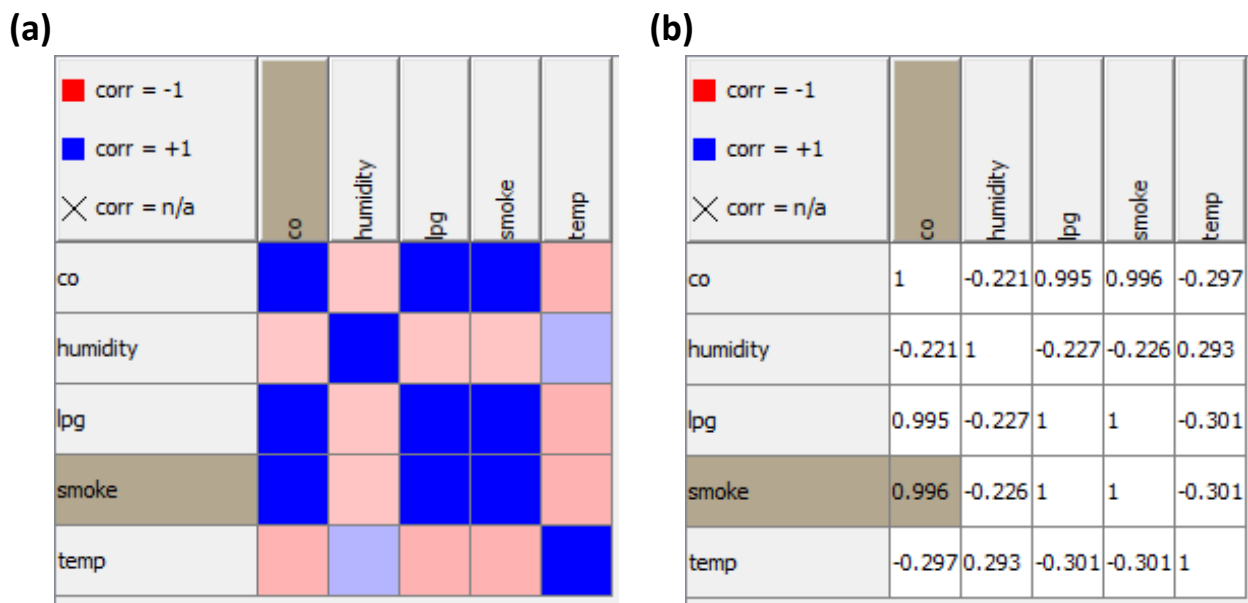 (a)
corr = -1
corr = +1
corr = n/a
co
humidity
lpg
smoke
temp
co
humidity
lpg
smoke
temp
(b)
corr = -1
corr = +1
corr = n/a
co
humidity
lpg
smoke
temp
co 1 -0.221 0.995 0.996 -0.297
humidity -0.221 1 -0.227 -0.226 0.293
lpg 0.995 -0.227 1 1 -0.301
smoke 0.996 -0.226 1 1 -0.301
temp -0.297 0.293 -0.301 -0.301 1